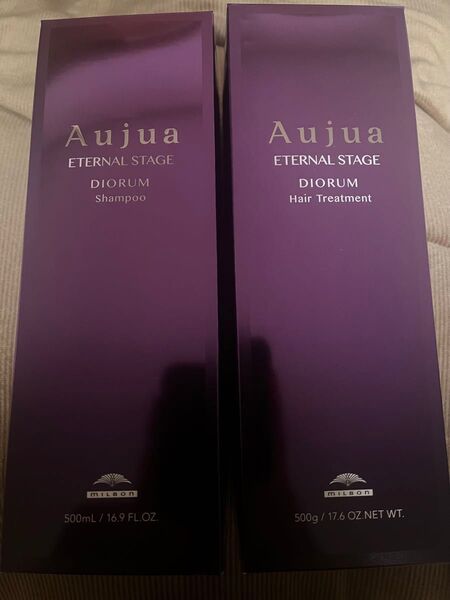 Aujua
ETERNAL STAGE
DIORUM
Shampoo
MILBON
500mL / 16.9 FL.OZ.
Aujua
ETERNAL STAGE
DIORUM
Hair Treatment
MILBON
500g / 17.6 OZ.NET WT.